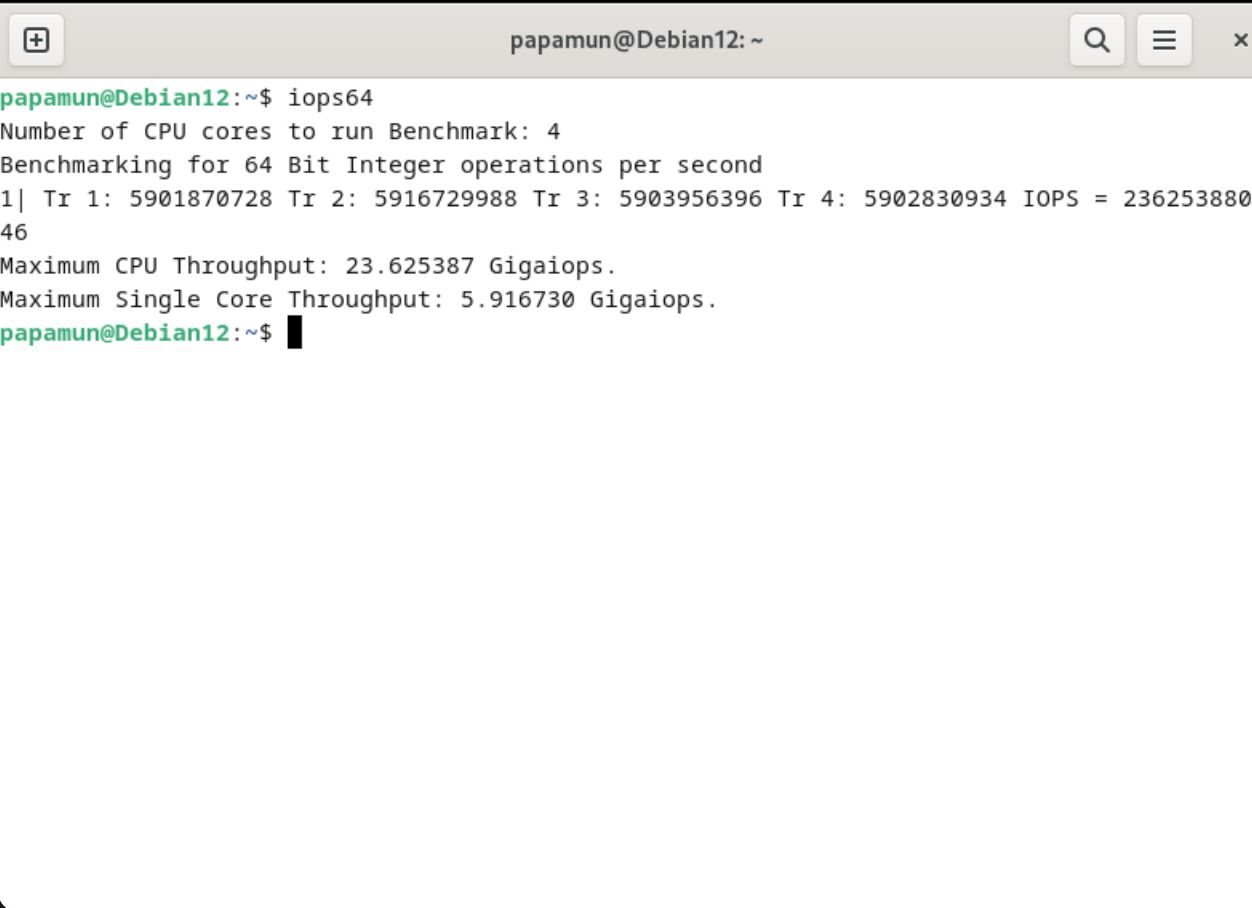 papamun@Debian12: ~
papamun@Debian12:~$ iops64
Number of CPU cores to run Benchmark: 4
Benchmarking for 64 Bit Integer operations per second
1| Tr 1: 5901870728 Tr 2: 5916729988 Tr 3: 5903956396 Tr 4: 5902830934 IOPS = 236253880
46
Maximum CPU Throughput: 23.625387 Gigaiops.
Maximum Single Core Throughput: 5.916730 Gigaiops.
papamun@Debian12:~$